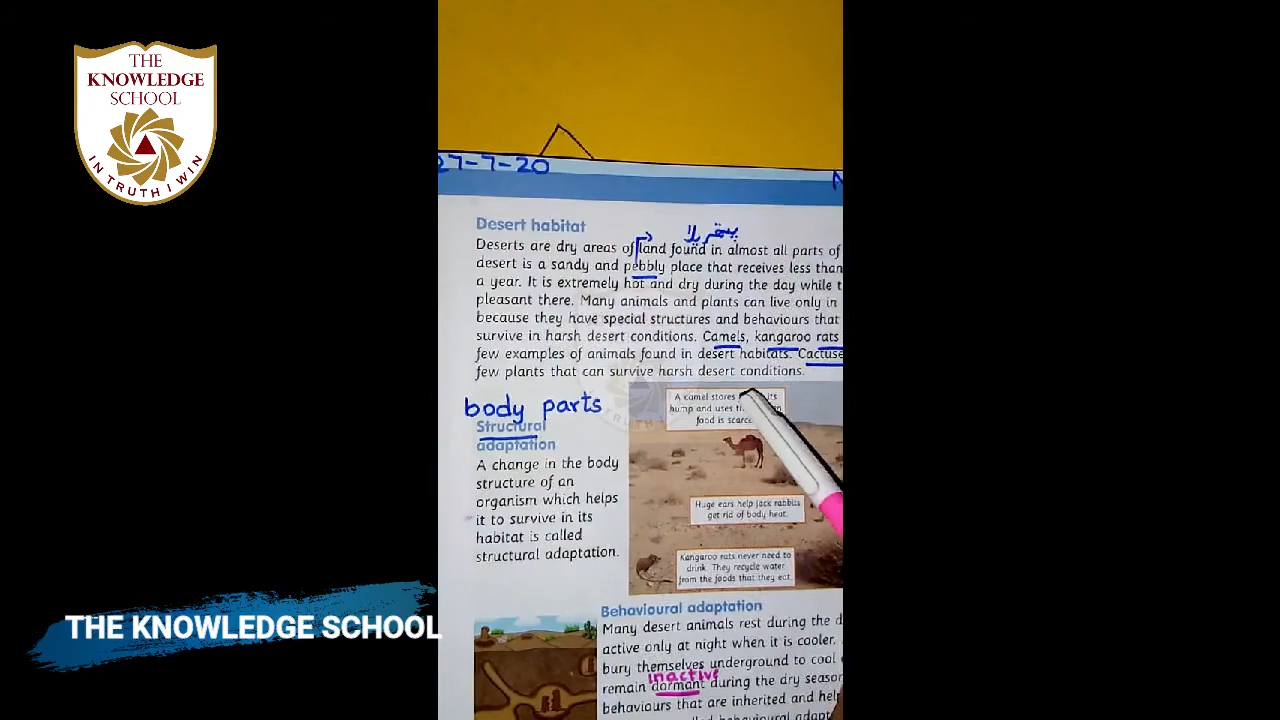 THE
KNOWLEDGE
SCHOOL
IN TRUTH I WIN
27-7-20
Desert habitat
پتھریلا
Deserts are dry areas of land found in almost all parts of
desert is a sandy and pebbly place that receives less than
a year. It is extremely hot and dry during the day while
pleasant there. Many animals and plants can live only in
because they have special structures and behaviours that
survive in harsh desert conditions. Camels, kangaroo rats
few examples of animals found in desert habitats. Cactuse
few plants that can survive harsh desert conditions.
body parts
Structural
adaptation
A change in the body
structure of an
organism which helps
it to survive in its
habitat is called
structural adaptation.
A camel stores its
hump and uses
food is scarce
Huge ears help jack rabbits
get rid of body heat.
Kangaroo rats never need to
drink. They recycle water
from the foods that they eat.
Behavioural adaptation
Many desert animals rest during the
active only at night when it is cooler.
bury themselves underground to cool
inactive
remain dormant during the dry seaso
behaviours that are inherited and help
THE KNOWLEDGE SCHOOL